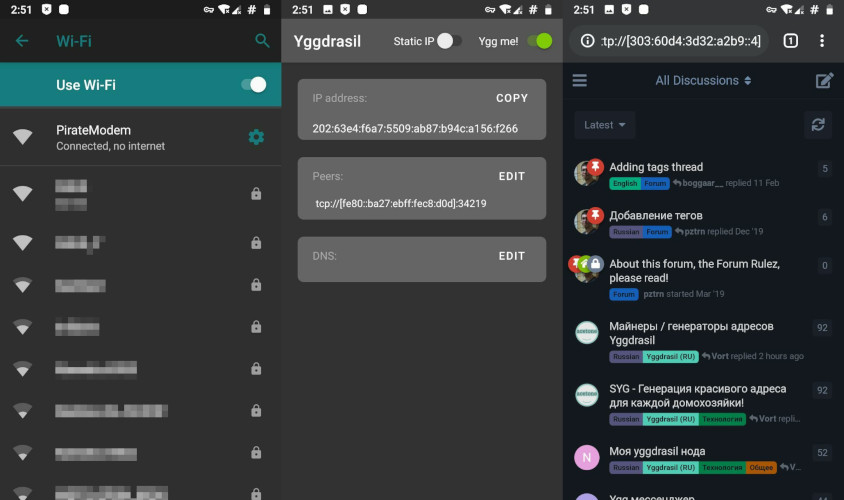 2:51
Wi-Fi
Use Wi-Fi
PirateModem
Connected, no internet
2:51
Yggdrasil
Static IP
Ygg me!
IP address:
COPY
202:63e4:f6a7:5509:ab87:b94c:a156:f266
Peers:
EDIT
tcp://[fe80::ba27:ebff:fec8:d0d]:34219
DNS:
EDIT
2:51
:tp://[303:60d4:3d32:a2b9::4]
1
All Discussions
Latest
Adding tags thread
5
English Forum boggaar__ replied 11 Feb
Добавление тегов
6
Russian Forum pztrn replied Dec '19
About this forum, the Forum Rulez,
please read!
0
Forum pztrn started Mar '19
Майнеры / генераторы адресов
Yggdrasil
92
Russian Yggdrasil (RU) Vort replied 2 hours ago
SYG - Генерация красивого адреса
для каждой домохозяйки!
92
Russian Yggdrasil (RU) Технологии Vort repli...
N
Моя yggdrasil нода
52
Russian Yggdrasil (RU) Технологии Общее V...
Ygg мессенджер